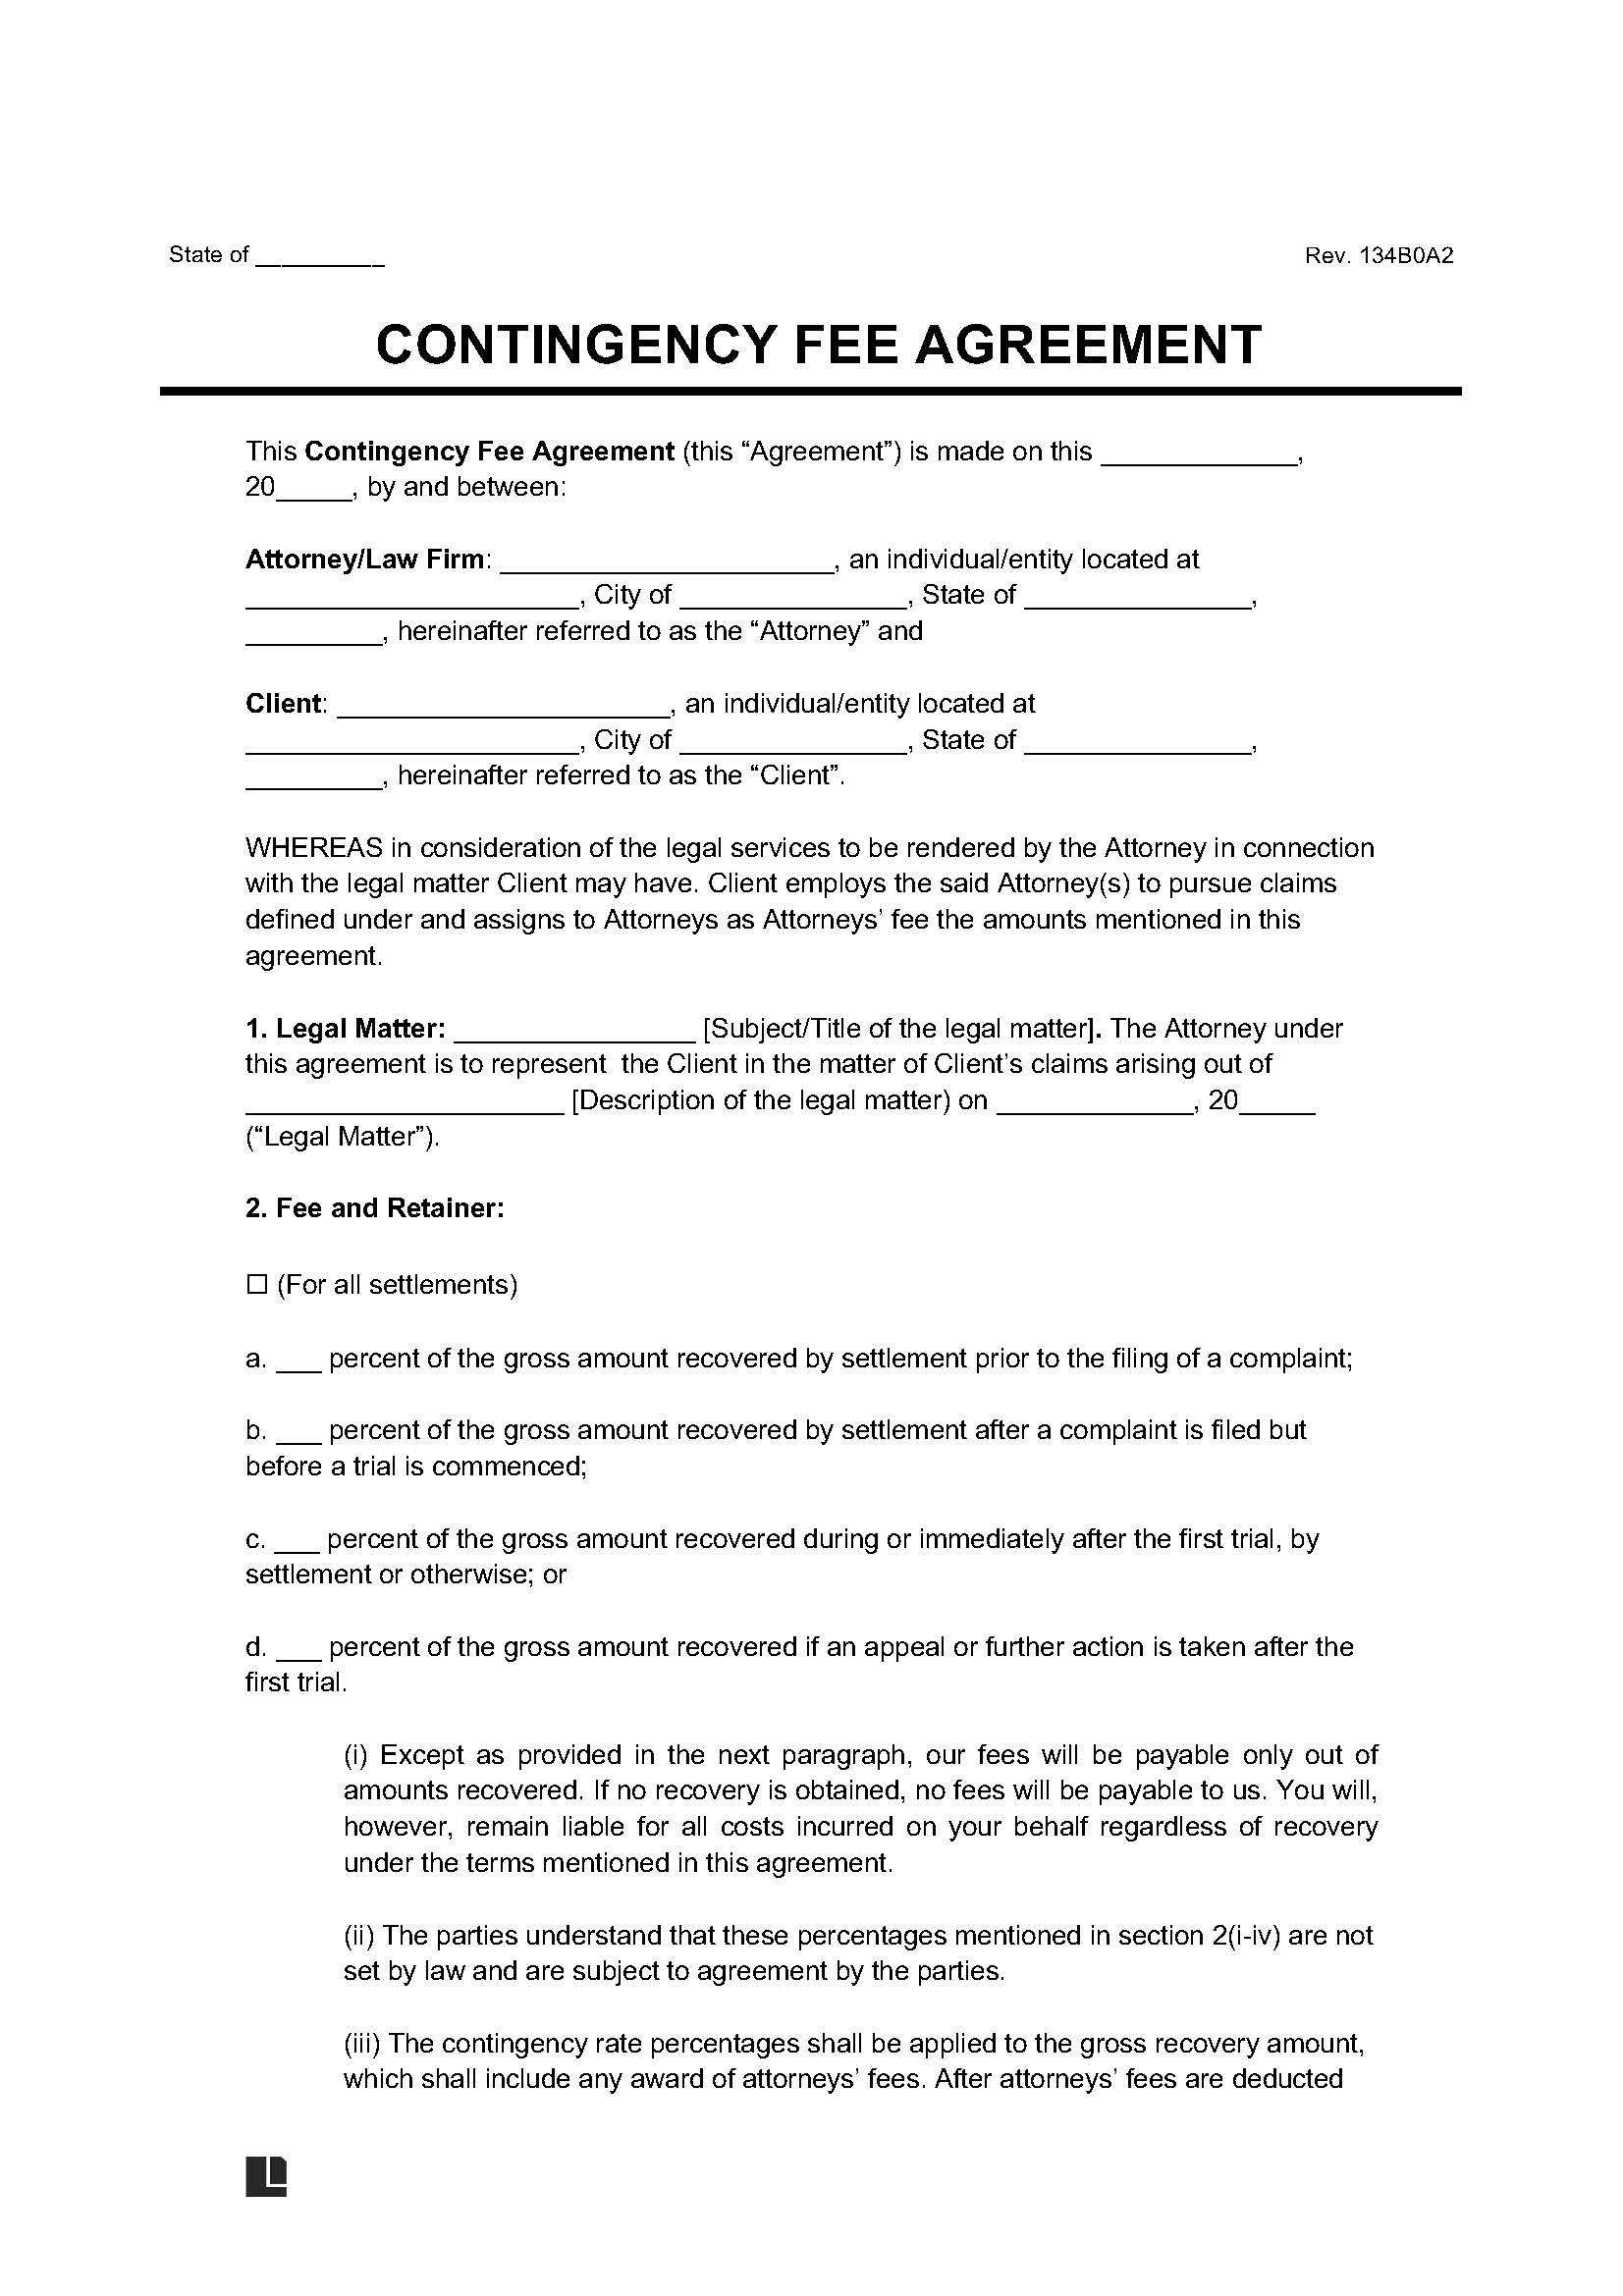 State of __________ Rev. 134B0A2
CONTINGENCY FEE AGREEMENT
This Contingency Fee Agreement (this “Agreement”) is made on this _____________,
20_____, by and between:
Attorney/Law Firm: ______________________, an individual/entity located at
______________________, City of _______________, State of _______________,
_________, hereinafter referred to as the “Attorney” and
Client: ______________________, an individual/entity located at
______________________, City of _______________, State of _______________,
_________, hereinafter referred to as the “Client”.
WHEREAS in consideration of the legal services to be rendered by the Attorney in connection
with the legal matter Client may have. Client employs the said Attorney(s) to pursue claims
defined under and assigns to Attorneys as Attorneys’ fee the amounts mentioned in this
agreement.
1. Legal Matter: ________________ [Subject/Title of the legal matter]. The Attorney under
this agreement is to represent  the Client in the matter of Client’s claims arising out of
_____________________ [Description of the legal matter) on _____________, 20_____
(“Legal Matter”).
2. Fee and Retainer:
☐ (For all settlements)
a. ___ percent of the gross amount recovered by settlement prior to the filing of a complaint;
b. ___ percent of the gross amount recovered by settlement after a complaint is filed but
before a trial is commenced;
c. ___ percent of the gross amount recovered during or immediately after the first trial, by
settlement or otherwise; or
d. ___ percent of the gross amount recovered if an appeal or further action is taken after the
first trial.
(i) Except as provided in the next paragraph, our fees will be payable only out of
amounts recovered. If no recovery is obtained, no fees will be payable to us. You will,
however, remain liable for all costs incurred on your behalf regardless of recovery
under the terms mentioned in this agreement.
(ii) The parties understand that these percentages mentioned in section 2(i-iv) are not
set by law and are subject to agreement by the parties.
(iii) The contingency rate percentages shall be applied to the gross recovery amount,
which shall include any award of attorneys’ fees. After attorneys’ fees are deducted